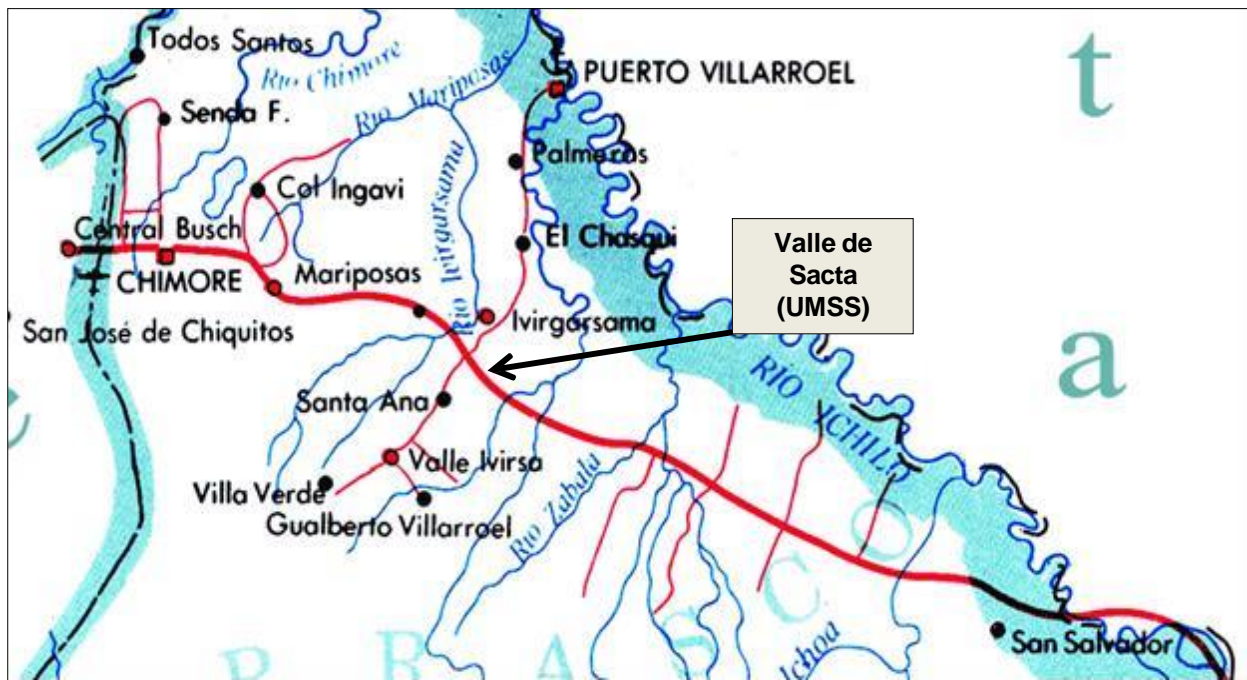 Todos Santos
Rio Chimore
Rio Mariposas
PUERTO VILLARROEL
t
Senda F.
Palmeras
Col Ingavi
Rio Ivirgarsama
Central Busch
El Chasqui
Valle de
Sacta
(UMSS)
CHIMORE
Mariposas
San José de Chiquitos
Ivirgarsama
RIO ICHILO
a
Santa Ana
Valle Ivirsa
Villa Verde
Gualberto Villarroel
Rio Zabala
R B A S C O
Ichoa
San Salvador